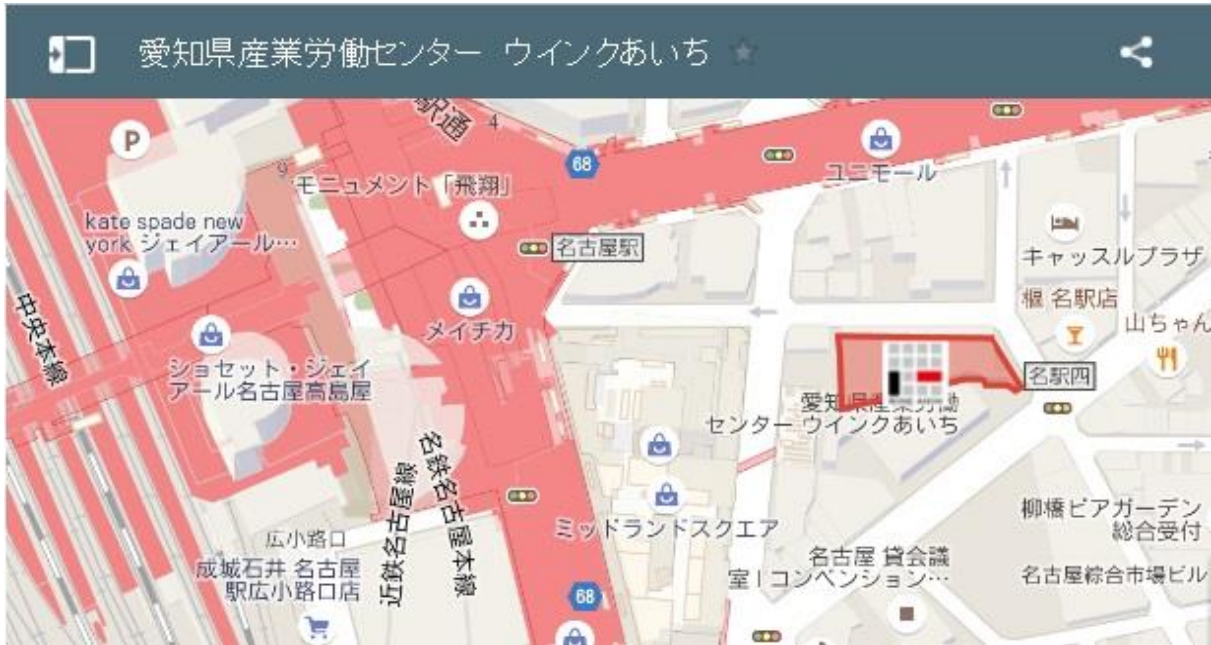 愛知県産業労働センター ウインクあいち
駅通
4
68
ユニモール
P
9
モニュメント「飛翔」
kate spade new
york ジェイアール…
名古屋駅
キャッスルプラザ
中央本線
メイチカ
名駅店
山ちゃん
ショセット・ジェイ
アール名古屋高島屋
名駅四
愛知県産業労働
センター ウインクあいち
近鉄名古屋線
名鉄名古屋本線
ミッドランドスクエア
柳橋ビアガーデン
総合受付
広小路口
成城石井 名古屋
駅広小路口店
名古屋 貸会議
室 | コンベンション…
名古屋綜合市場ビル
68